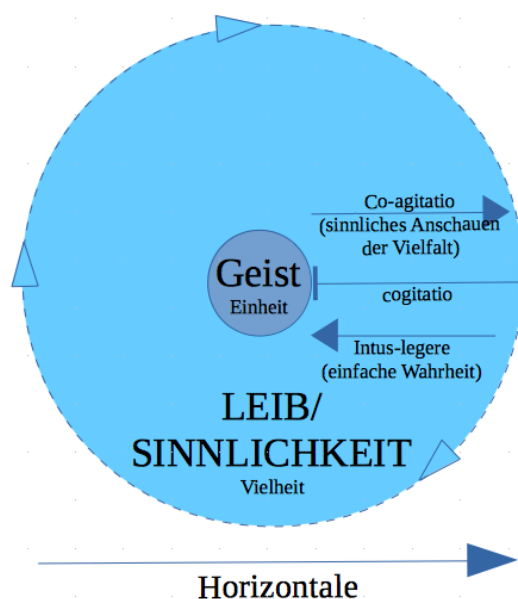 Co-agitatio
(sinnliches Anschauen
der Vielfalt)
Geist
Einheit
cogitatio
Intus-legere
(einfache Wahrheit)
LEIB/
SINNLICHKEIT
Vielheit
Horizontale